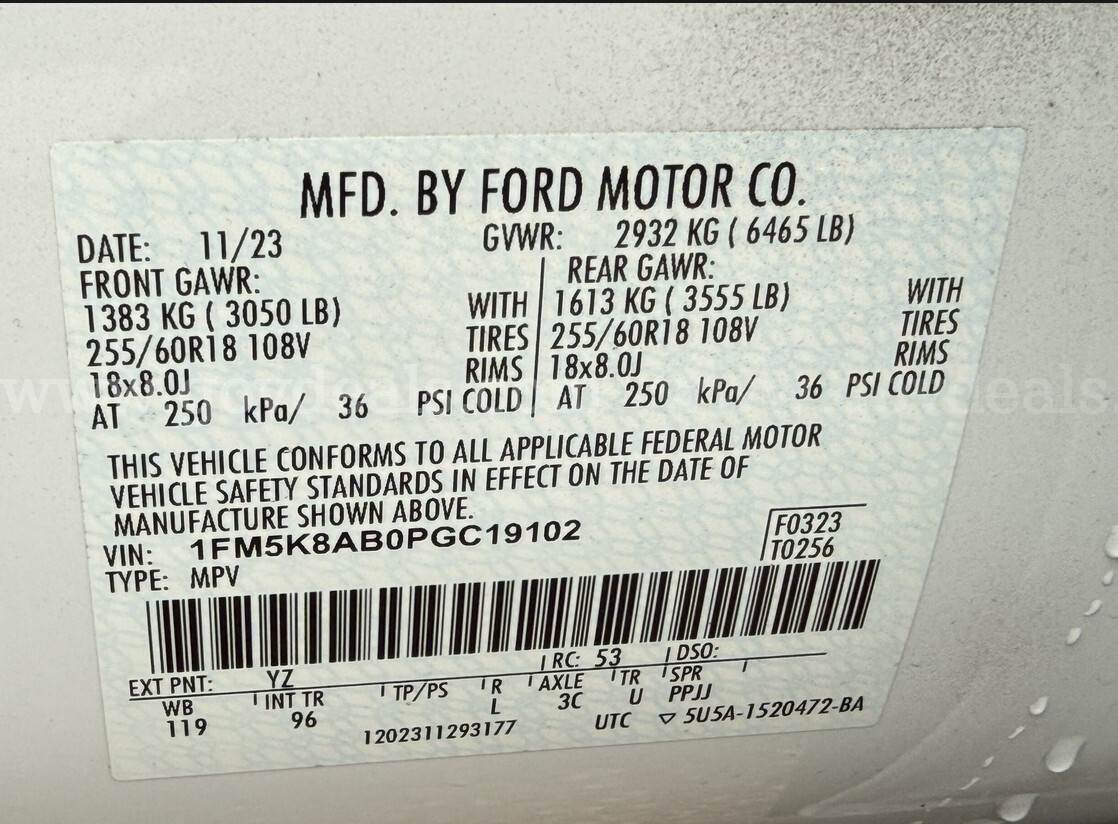 MFD. BY FORD MOTOR CO.
DATE: 11/23 GVWR: 2932 KG ( 6465 LB)
FRONT GAWR: REAR GAWR:
1383 KG ( 3050 LB) WITH 1613 KG ( 3555 LB) WITH
255/60R18 108V TIRES 255/60R18 108V TIRES
18x8.0J RIMS 18x8.0J RIMS
AT 250 kPa/ 36 PSI COLD AT 250 kPa/ 36 PSI COLD
THIS VEHICLE CONFORMS TO ALL APPLICABLE FEDERAL MOTOR
VEHICLE SAFETY STANDARDS IN EFFECT ON THE DATE OF
MANUFACTURE SHOWN ABOVE.
VIN: 1FM5K8AB0PGC19102 F0323
TYPE: MPV T0256
EXT PNT: YZ RC: 53 DSO:
WB INT TR TP/PS R AXLE TR SPR
119 96 L 3C U PPJJ
1202311293177 UTC ▽ 5U5A-1520472-BA